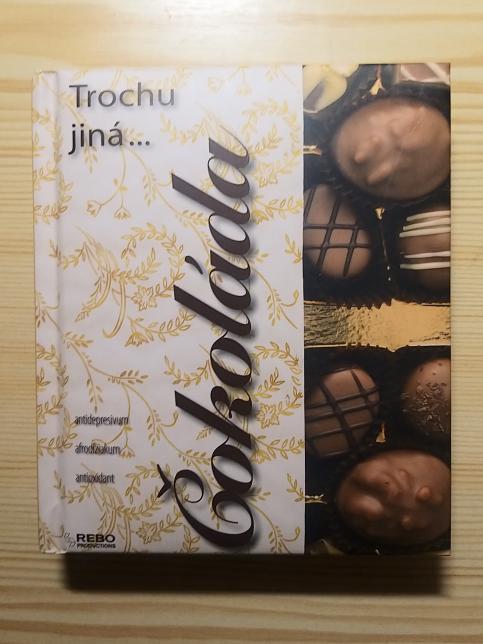 Trochu
jiná...
Čokoláda
antidepresivum
afrodiziakum
antioxidant
REBO
PRODUCTIONS